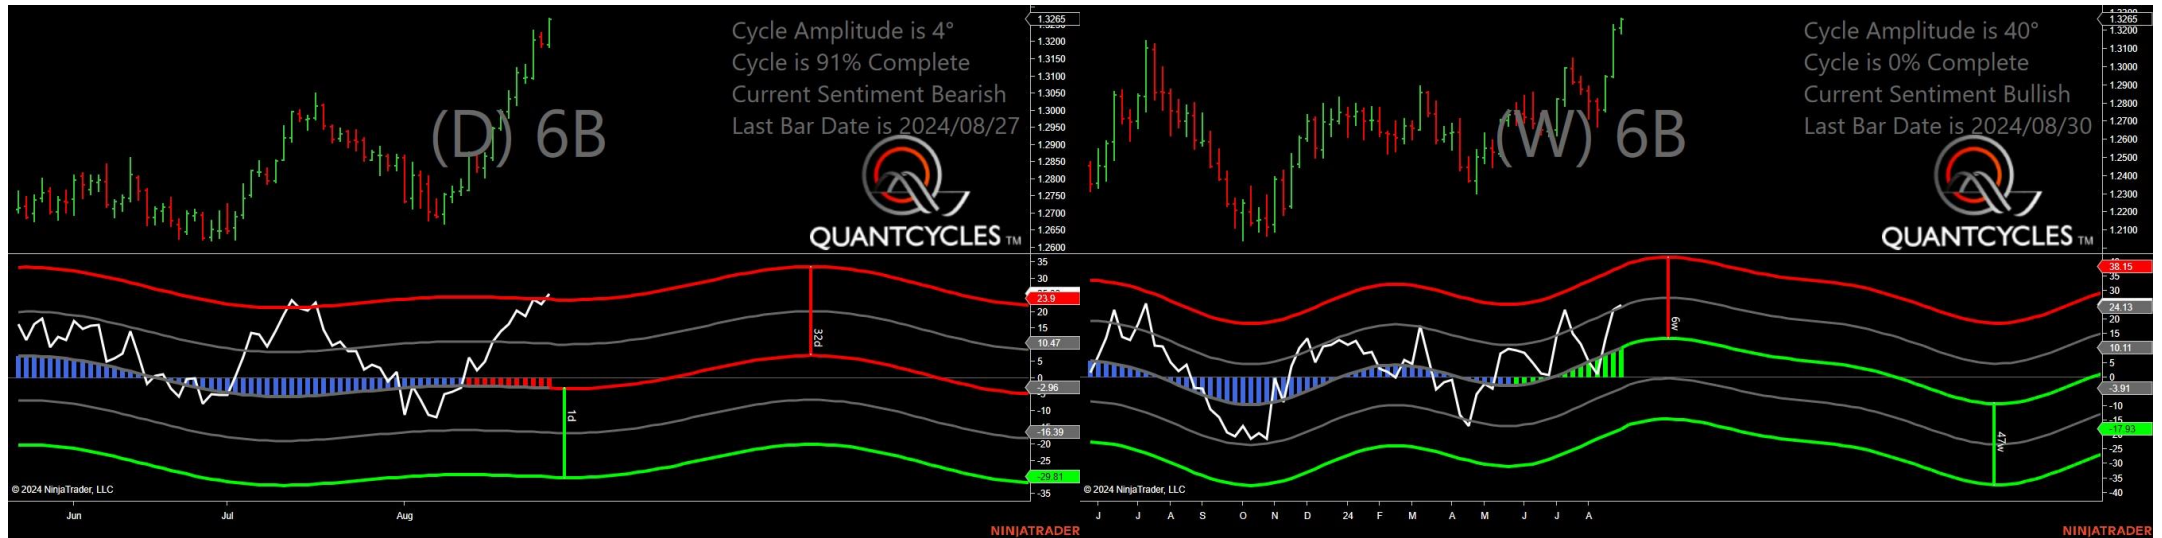 Cycle Amplitude is 4°
Cycle is 91% Complete
Current Sentiment Bearish
Last Bar Date is 2024/08/27
(D) 6B
QUANTCYCLES TM
1.3265
1.3200
1.3150
1.3100
1.3050
1.3000
1.2950
1.2900
1.2850
1.2800
1.2750
1.2700
1.2650
1.2600
35
30
23.9
20
15
10.47
5
0
-2.96
-10
-16.39
-20
-25
-29.81
-35
32d
1d
© 2024 NinjaTrader, LLC
Jun Jul Aug
NINJATRADER
Cycle Amplitude is 40°
Cycle is 0% Complete
Current Sentiment Bullish
Last Bar Date is 2024/08/30
(W) 6B
QUANTCYCLES TM
1.3265
1.3200
1.3100
1.3000
1.2900
1.2800
1.2700
1.2600
1.2500
1.2400
1.2300
1.2200
1.2100
38.15
35
30
24.13
20
15
10.11
5
0
-3.91
-10
-17.93
-25
-30
-35
-40
6w
47w
© 2024 NinjaTrader, LLC
J J A S O N D 24 F M A M J J A
NINJATRADER